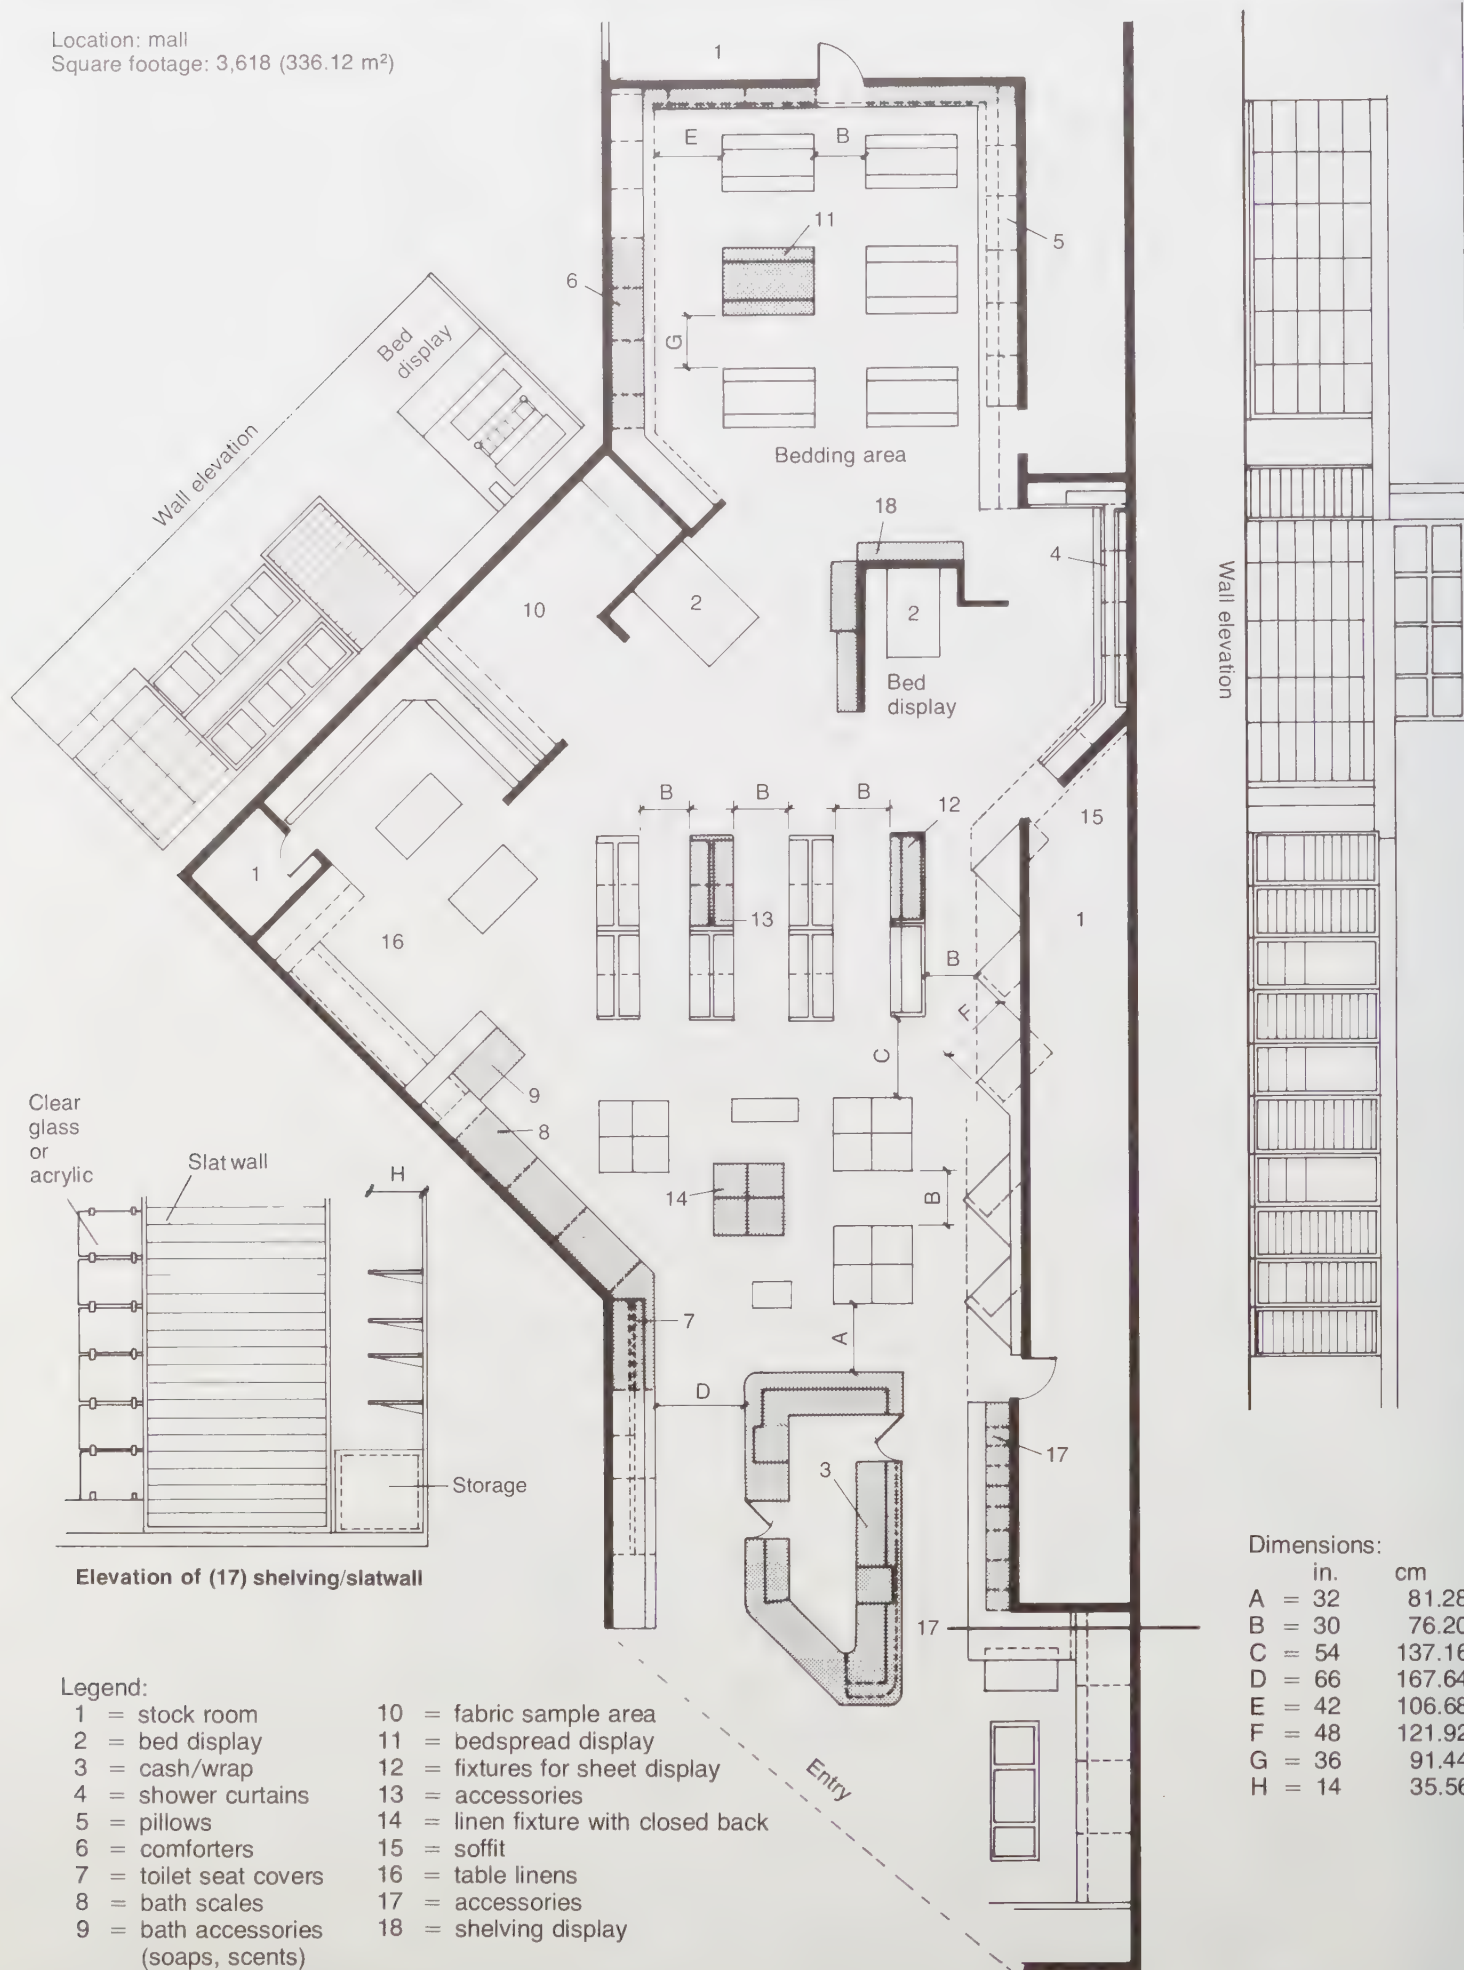 Location: mall
Square footage: 3,618 (336.12 m²)
1
E
B
11
5
6
G
Bed
display
Wall elevation
Bedding area
18
4
10
2
2
Bed
display
Wall elevation
B
B
B
12
15
1
13
1
16
B
F
C
9
8
Clear
glass
or
acrylic
Slat wall
H
14
B
7
A
D
3
17
Storage
Elevation of (17) shelving/slatwall
17
Entry
Dimensions:
in. cm
A = 32 81.28
B = 30 76.20
C = 54 137.16
D = 66 167.64
E = 42 106.68
F = 48 121.92
G = 36 91.44
H = 14 35.56
Legend:
1 = stock room
2 = bed display
3 = cash/wrap
4 = shower curtains
5 = pillows
6 = comforters
7 = toilet seat covers
8 = bath scales
9 = bath accessories
(soaps, scents)
10 = fabric sample area
11 = bedspread display
12 = fixtures for sheet display
13 = accessories
14 = linen fixture with closed back
15 = soffit
16 = table linens
17 = accessories
18 = shelving display